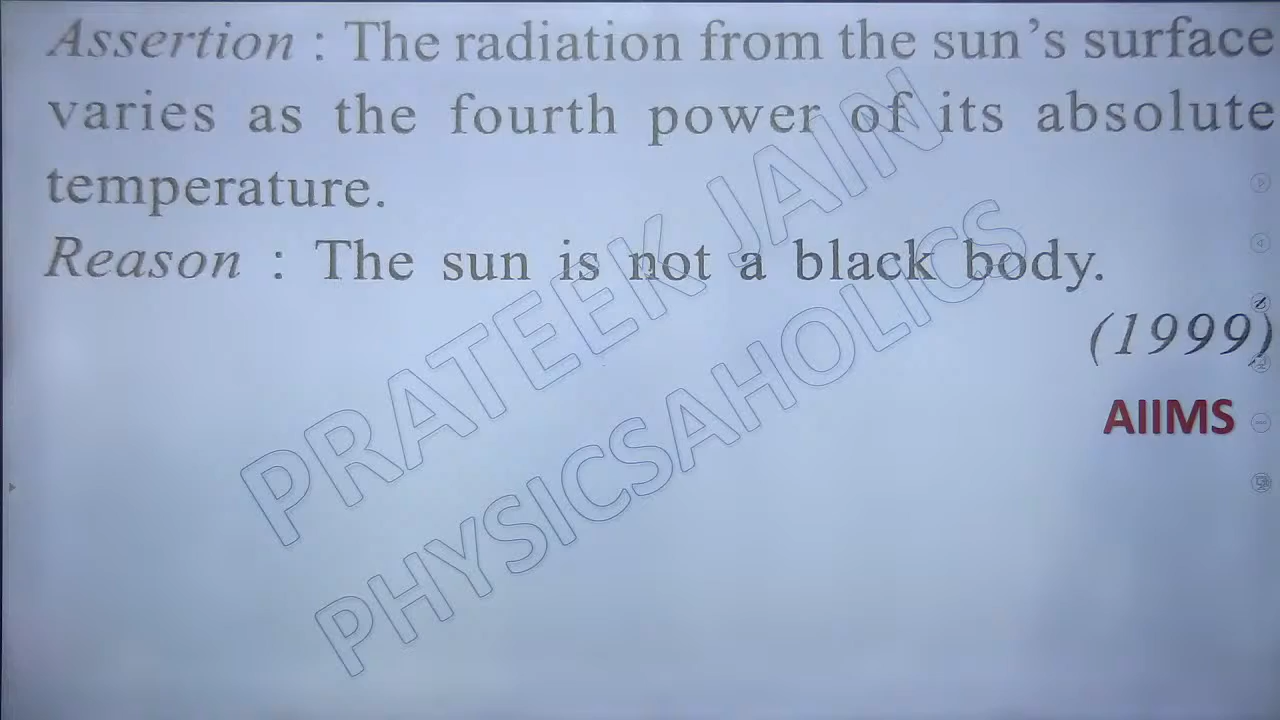 Assertion : The radiation from the sun’s surface
varies as the fourth power of its absolute
temperature.
Reason : The sun is not a black body.
(1999)
AIIMS
PRATEEK JAIN
PHYSICSAHOLICS